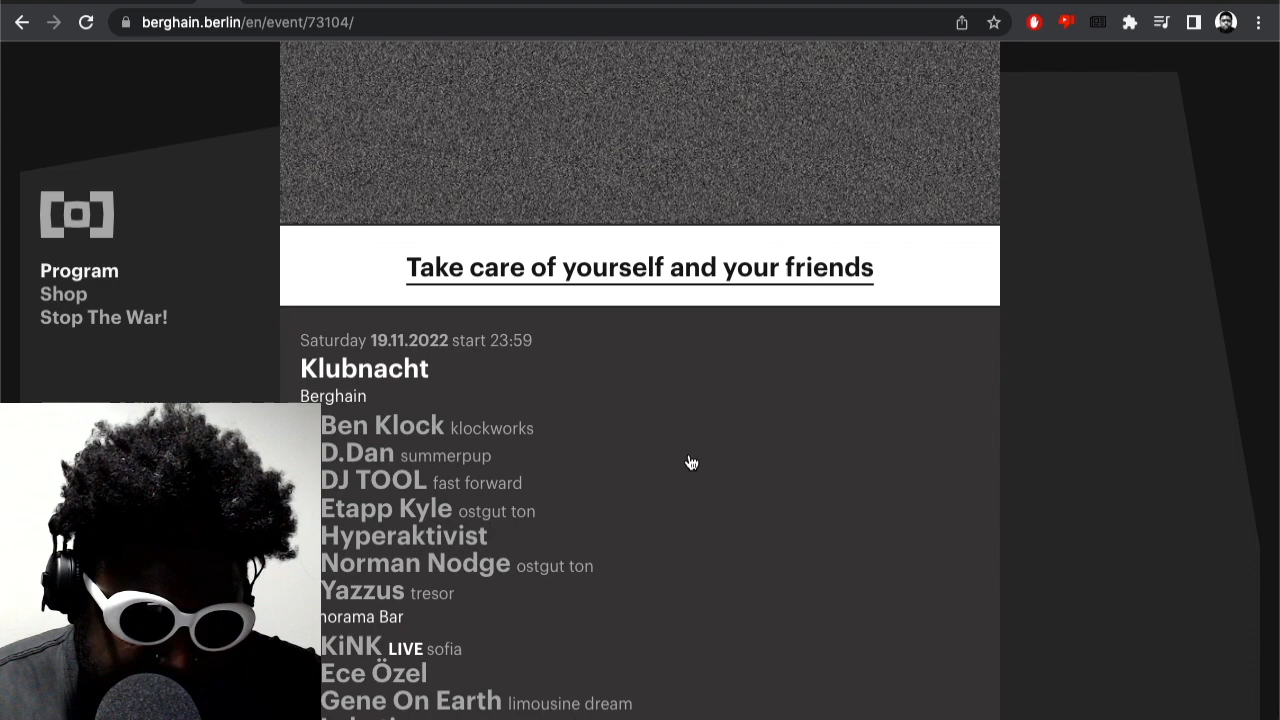 berghain.berlin/en/event/73104/
Program
Shop
Stop The War!
Take care of yourself and your friends
Saturday 19.11.2022 start 23:59
Klubnacht
Berghain
Ben Klock klockworks
D.Dan summerpup
DJ TOOL fast forward
Etapp Kyle ostgut ton
Hyperaktivist
Norman Nodge ostgut ton
Yazzus tresor
norama Bar
KiNK LIVE sofia
Ece Özel
Gene On Earth limousine dream